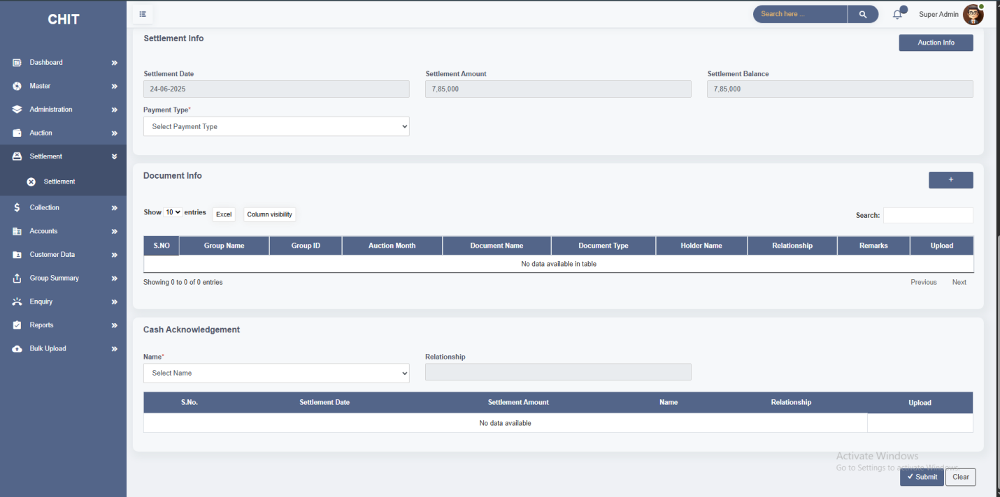 CHIT
Search here ...
Super Admin
Dashboard
Master
Administration
Auction
Settlement
Settlement
Collection
Accounts
Customer Data
Group Summary
Enquiry
Reports
Bulk Upload
Settlement Info
Auction Info
Settlement Date Settlement Amount Settlement Balance
24-06-2025 7,85,000 7,85,000
Payment Type*
Select Payment Type
Document Info
+
Show 10 entries Excel Column visibility Search:
S.NO Group Name Group ID Auction Month Document Name Document Type Holder Name Relationship Remarks Upload
No data available in table
Showing 0 to 0 of 0 entries Previous Next
Cash Acknowledgement
Name* Relationship
Select Name
S.No. Settlement Date Settlement Amount Name Relationship Upload
No data available
Activate Windows
Go to Settings to activate Windows.
Submit Clear